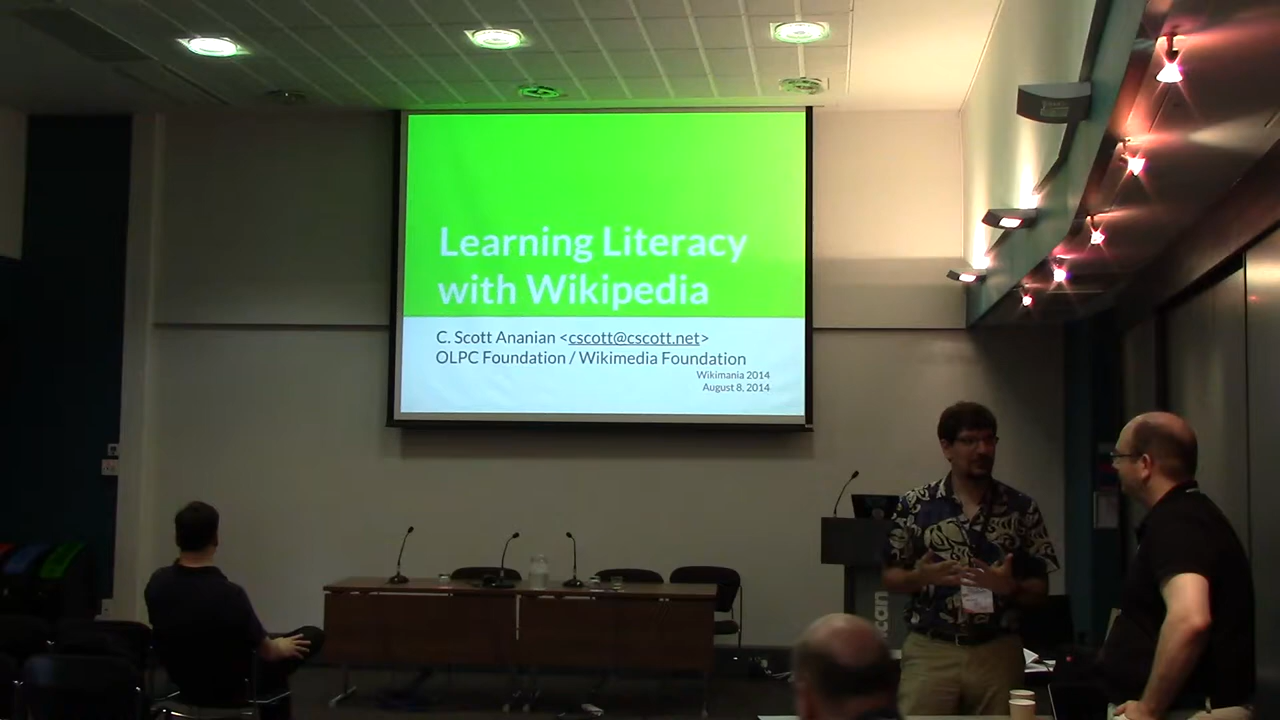 Learning Literacy
with Wikipedia
C. Scott Ananian <cscott@cscott.net>
OLPC Foundation / Wikimedia Foundation
Wikimania 2014
August 8, 2014